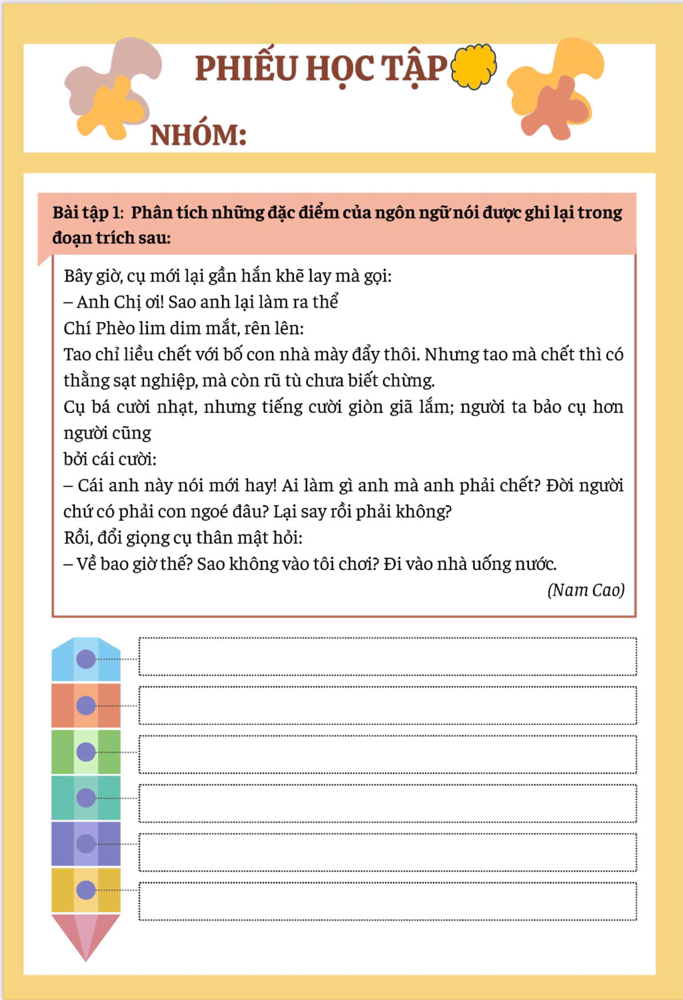 PHIẾU HỌC TẬP
NHÓM:
Bài tập 1: Phân tích những đặc điểm của ngôn ngữ nói được ghi lại trong
đoạn trích sau:
Bây giờ, cụ mới lại gần hắn khẽ lay mà gọi:
– Anh Chị ơi! Sao anh lại làm ra thể
Chí Phèo lim dim mắt, rên lên:
Tao chỉ liều chết với bố con nhà mày đẩy thôi. Nhưng tao mà chết thì có
thằng sạt nghiệp, mà còn rũ tù chưa biết chừng.
Cụ bá cười nhạt, nhưng tiếng cười giòn giã lắm; người ta bảo cụ hơn
người cũng
bởi cái cười:
– Cái anh này nói mới hay! Ai làm gì anh mà anh phải chết? Đời người
chứ có phải con ngoé đâu? Lại say rồi phải không?
Rồi, đổi giọng cụ thân mật hỏi:
– Về bao giờ thế? Sao không vào tôi chơi? Đi vào nhà uống nước.
(Nam Cao)